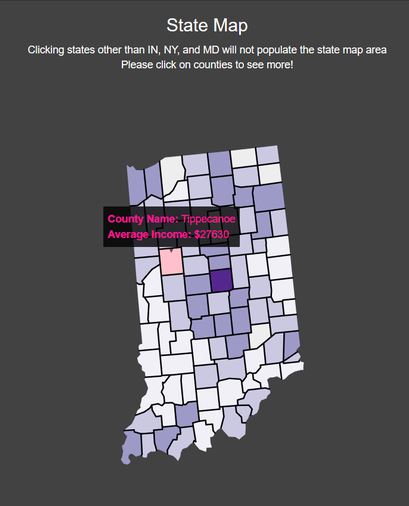 State Map
Clicking states other than IN, NY, and MD will not populate the state map area
Please click on counties to see more!
County Name: Tippecanoe
Average Income: $27630